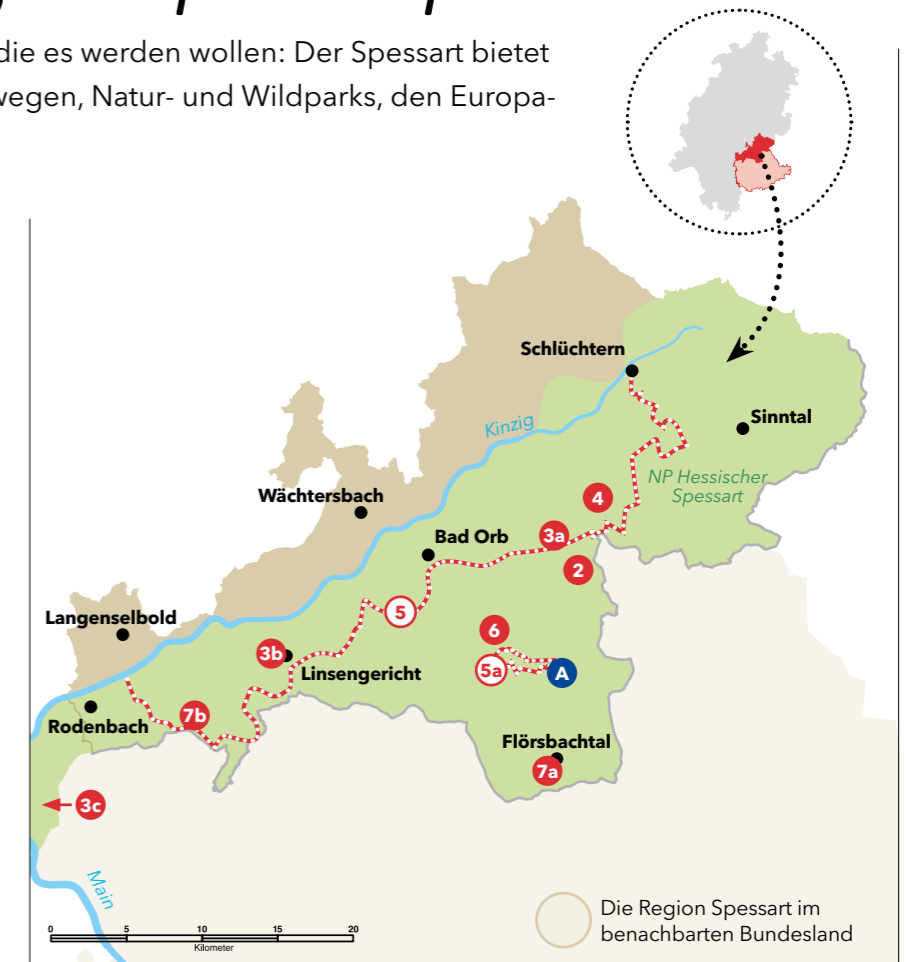 die es werden wollen: Der Spessart bietet
wegen, Natur- und Wildparks, den Europa-
Schlüchtern
Sinntal
Kinzig
NP Hessischer
Spessart
Wächtersbach
4
3a
Bad Orb
2
Langenselbold
5
6
3b
Linsengericht
5a
A
Rodenbach
7b
Flörsbachtal
7a
3c
Main
0 5 10 15 20
Kilometer
Die Region Spessart im
benachbarten Bundesland